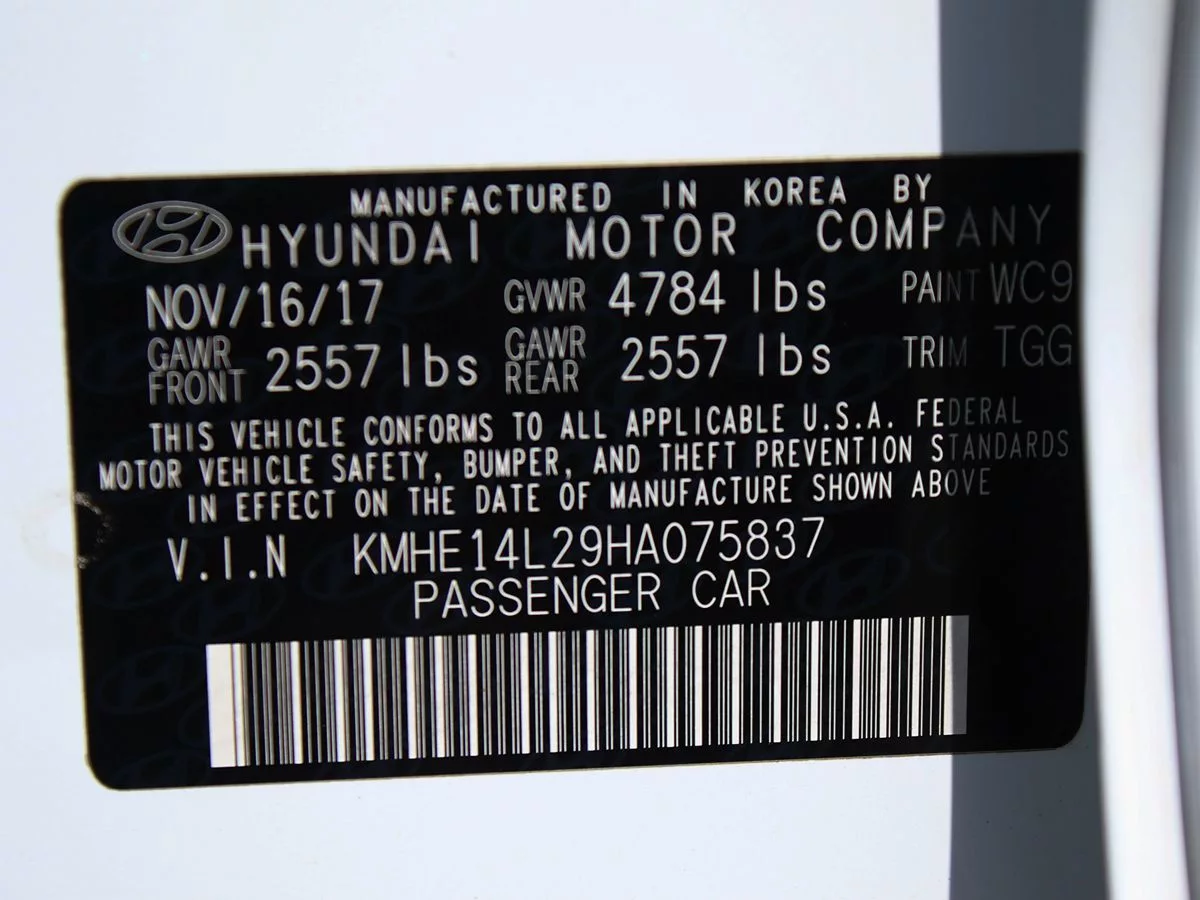 MANUFACTURED IN KOREA BY
HYUNDAI MOTOR COMPANY
NOV/16/17 GVWR 4784 lbs PAINT WC9
GAWR FRONT 2557 lbs GAWR REAR 2557 lbs TRIM TGG
THIS VEHICLE CONFORMS TO ALL APPLICABLE U.S.A. FEDERAL
MOTOR VEHICLE SAFETY, BUMPER, AND THEFT PREVENTION STANDARDS
IN EFFECT ON THE DATE OF MANUFACTURE SHOWN ABOVE
V.I.N KMHE14L29HA075837
PASSENGER CAR